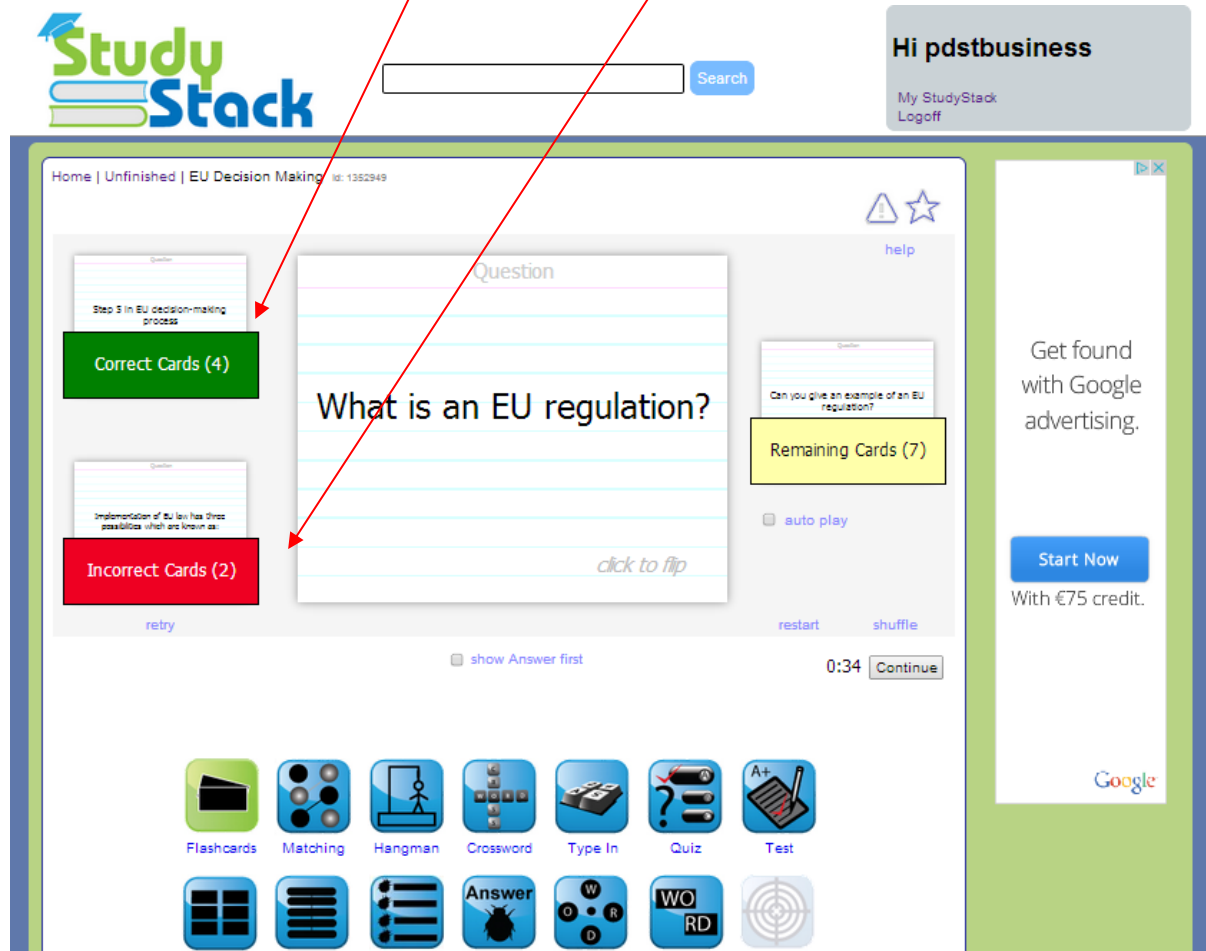 Study
Stack
Search
Hi pdstbusiness
My StudyStack
Logoff
Home | Unfinished | EU Decision Making id: 1352949
help
Question
Step 5 in EU decision-making
process
Correct Cards (4)
Question
Implementation of EU law has three
possibilities which are known as:
Incorrect Cards (2)
retry
Question
What is an EU regulation?
click to flip
Question
Can you give an example of an EU
regulation?
Remaining Cards (7)
auto play
restart shuffle
show Answer first
0:34 Continue
Get found
with Google
advertising.
Start Now
With €75 credit.
Google
A+
CROSS
WORD
A
?
A S
Flashcards Matching Hangman Crossword Type In Quiz Test
Answer
W
O R
D
WO
RD